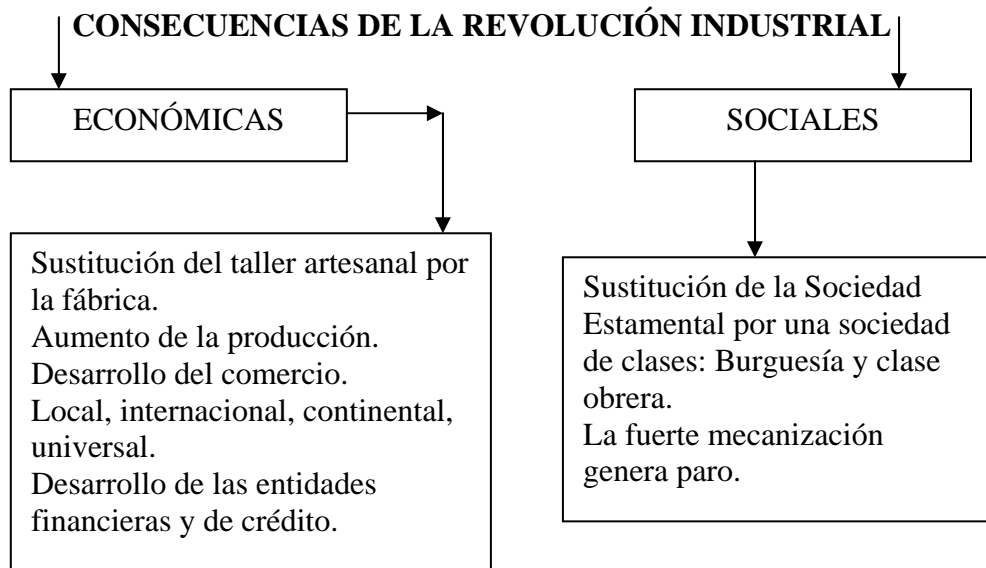 CONSECUENCIAS DE LA REVOLUCIÓN INDUSTRIAL
ECONÓMICAS
Sustitución del taller artesanal por
la fábrica.
Aumento de la producción.
Desarrollo del comercio.
Local, internacional, continental,
universal.
Desarrollo de las entidades
financieras y de crédito.
SOCIALES
Sustitución de la Sociedad
Estamental por una sociedad
de clases: Burguesía y clase
obrera.
La fuerte mecanización
genera paro.